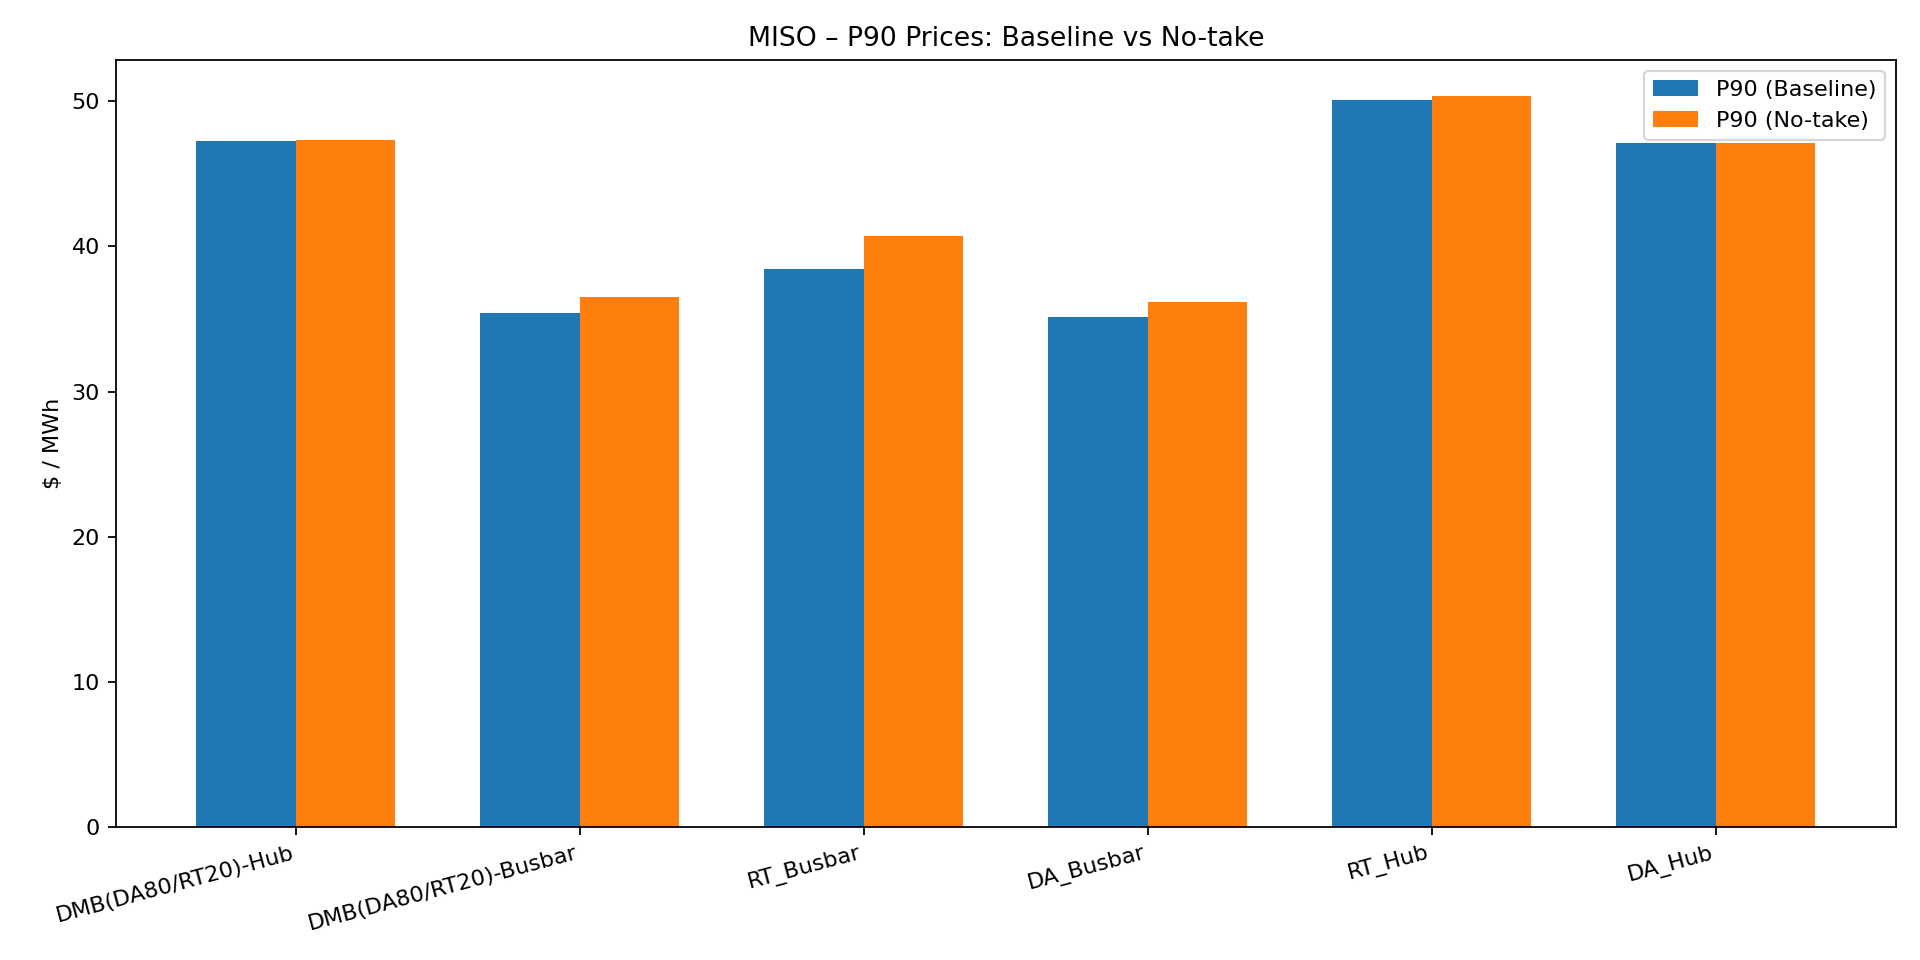 MISO – P90 Prices: Baseline vs No-take
P90 (Baseline)
P90 (No-take)
$ / MWh
50
40
30
20
10
0
DMB(DA80/RT20)-Hub
DMB(DA80/RT20)-Busbar
RT_Busbar
DA_Busbar
RT_Hub
DA_Hub